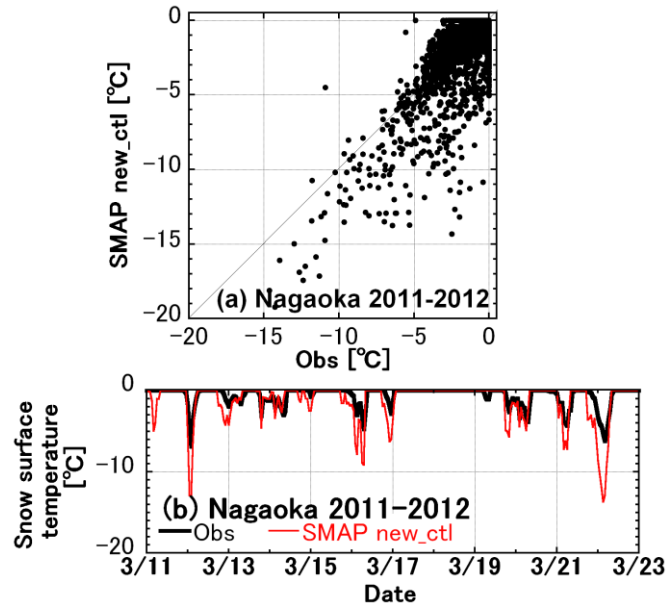 0
−5
−10
−15
−20
SMAP new_ctl [℃]
(a) Nagaoka 2011-2012
−20 −15 −10 −5 0
Obs [℃]
Snow surface
temperature
[℃]
0
−10
−20
(b) Nagaoka 2011−2012
Obs SMAP new_ctl
3/11 3/13 3/15 3/17 3/19 3/21 3/23
Date